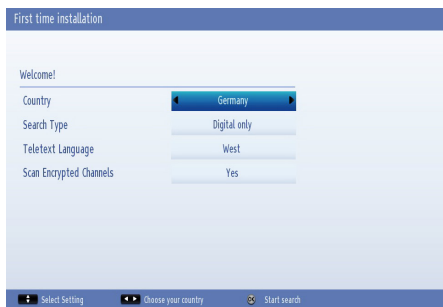 First time installation
Welcome!
Country Germany
Search Type Digital only
Teletext Language West
Scan Encrypted Channels Yes
Select Setting Choose your country OK Start search